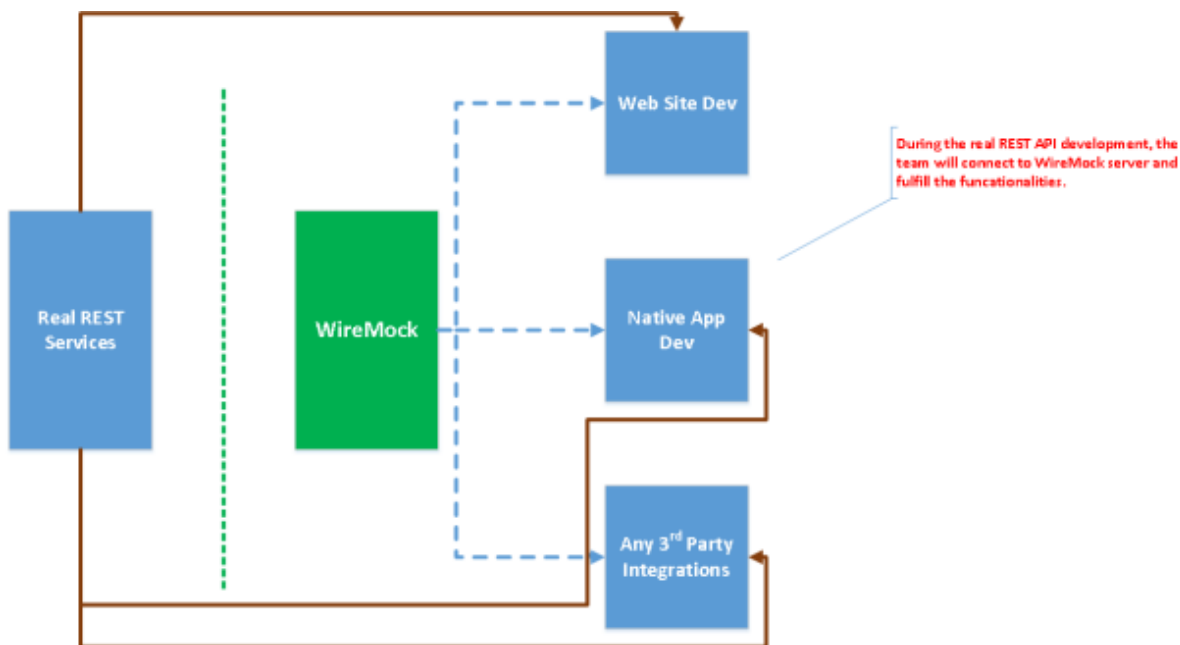 Web Site Dev
During the real REST API development, the
team will connect to WireMock server and
fulfill the funcationalities.
Real REST
Services
WireMock
Native App
Dev
Any 3rd Party
Integrations